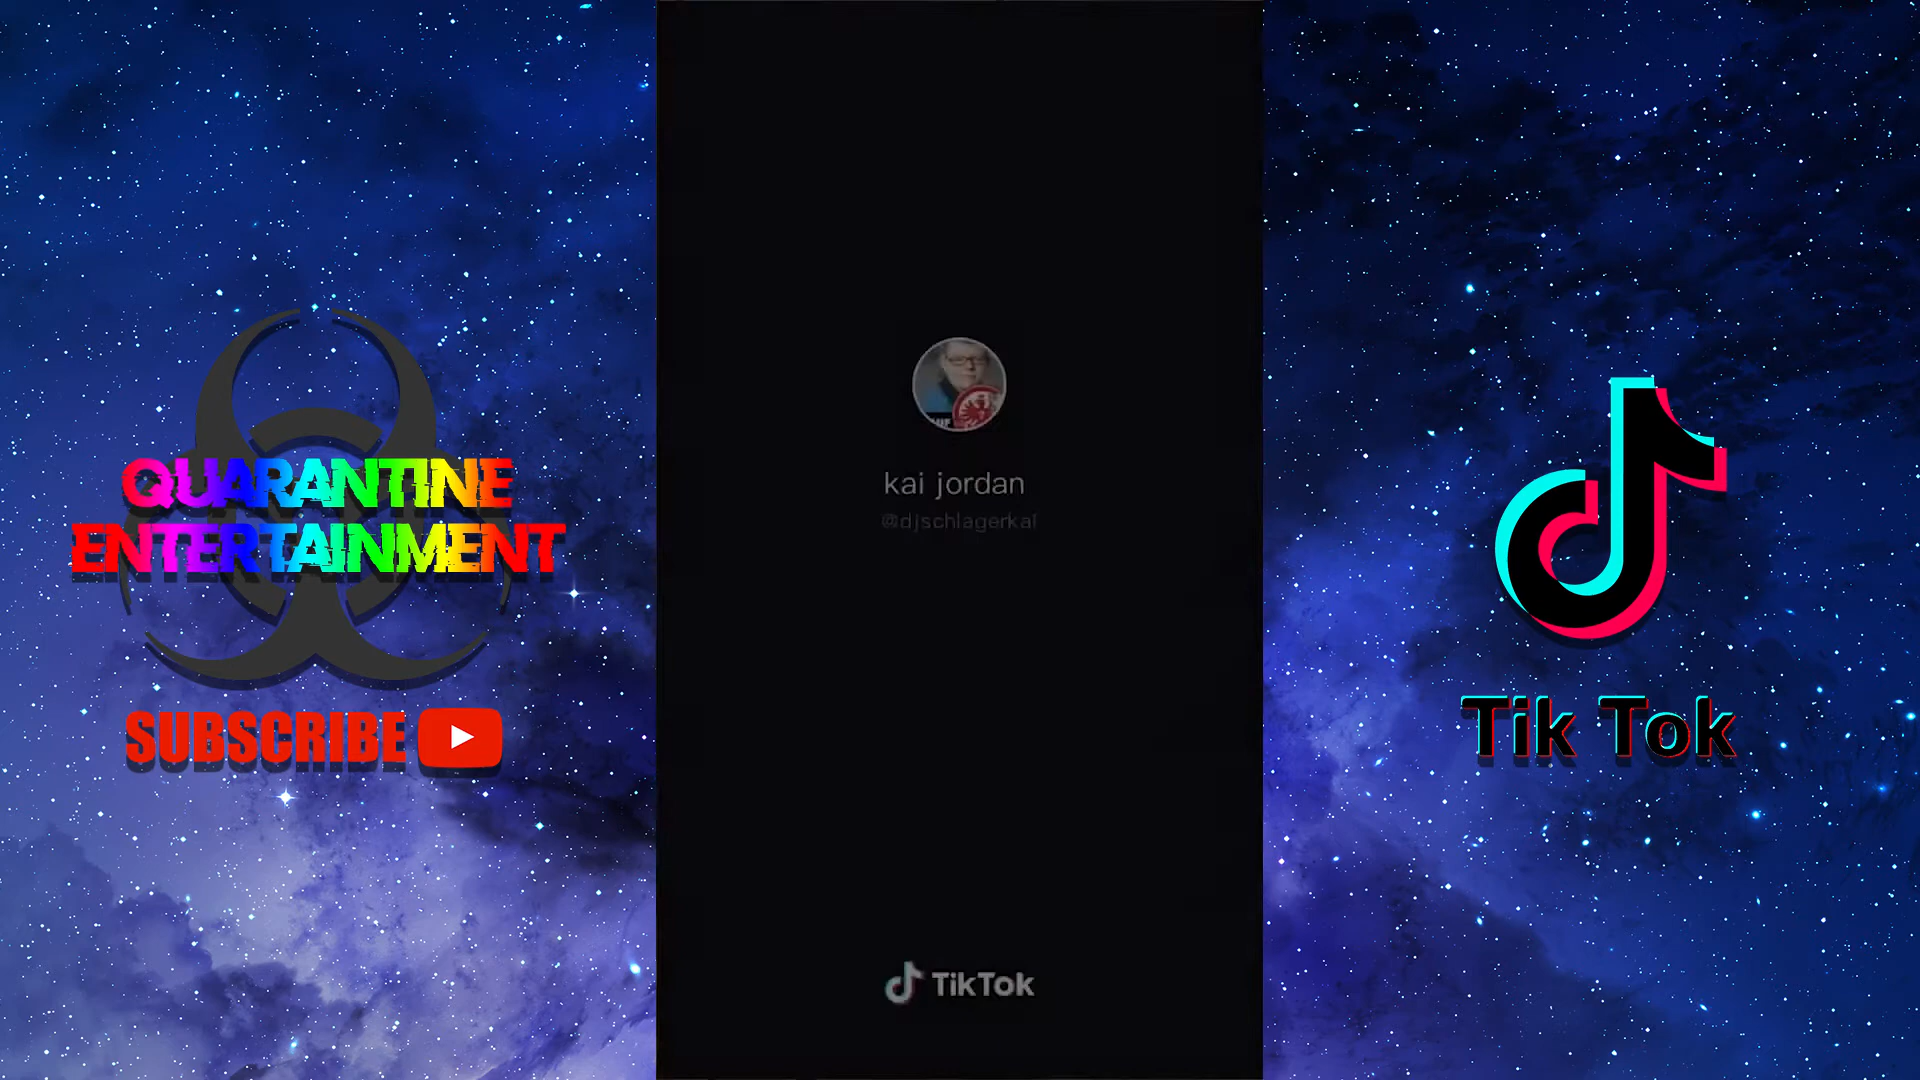 QUARANTINE
ENTERTAINMENT
SUBSCRIBE
kai jordan
@djschlagerkai
TikTok
Tik Tok